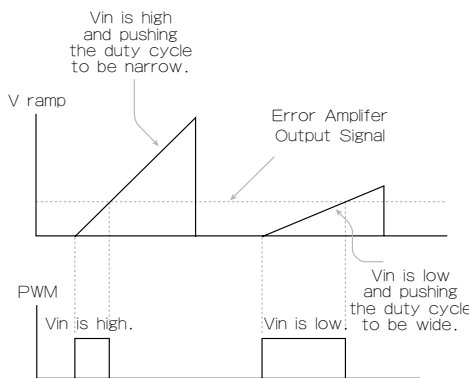 Vin is high
and pushing
the duty cycle
to be narrow.
V ramp
Error Amplifer
Output Signal
Vin is low
and pushing
the duty cycle
to be wide.
PWM
Vin is high.
Vin is low.